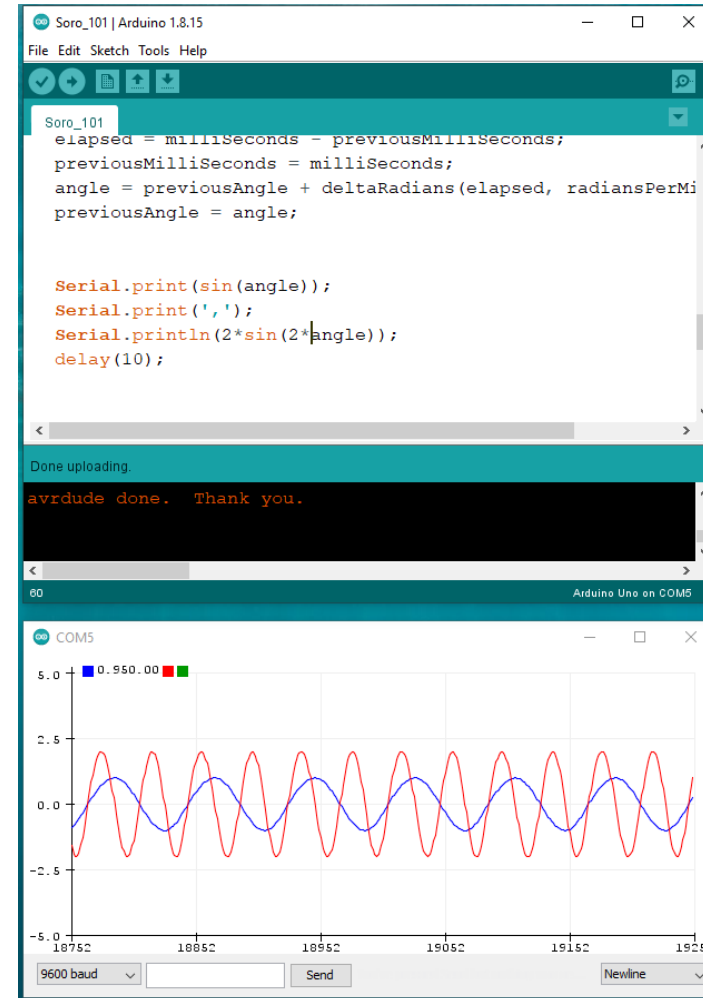 Soro_101 | Arduino 1.8.15
File Edit Sketch Tools Help
Soro_101
elapsed = milliSeconds - previousMilliSeconds;
previousMilliSeconds = milliSeconds;
angle = previousAngle + deltaRadians(elapsed, radiansPerMi
previousAngle = angle;
Serial.print(sin(angle));
Serial.print(',');
Serial.println(2*sin(2*angle));
delay(10);
Done uploading.
avrdude done.  Thank you.
60 Arduino Uno on COM5
COM5
0.950.00
5.0
2.5
0.0
-2.5
-5.0
18752 18852 18952 19052 19152 1925
9600 baud Send Newline